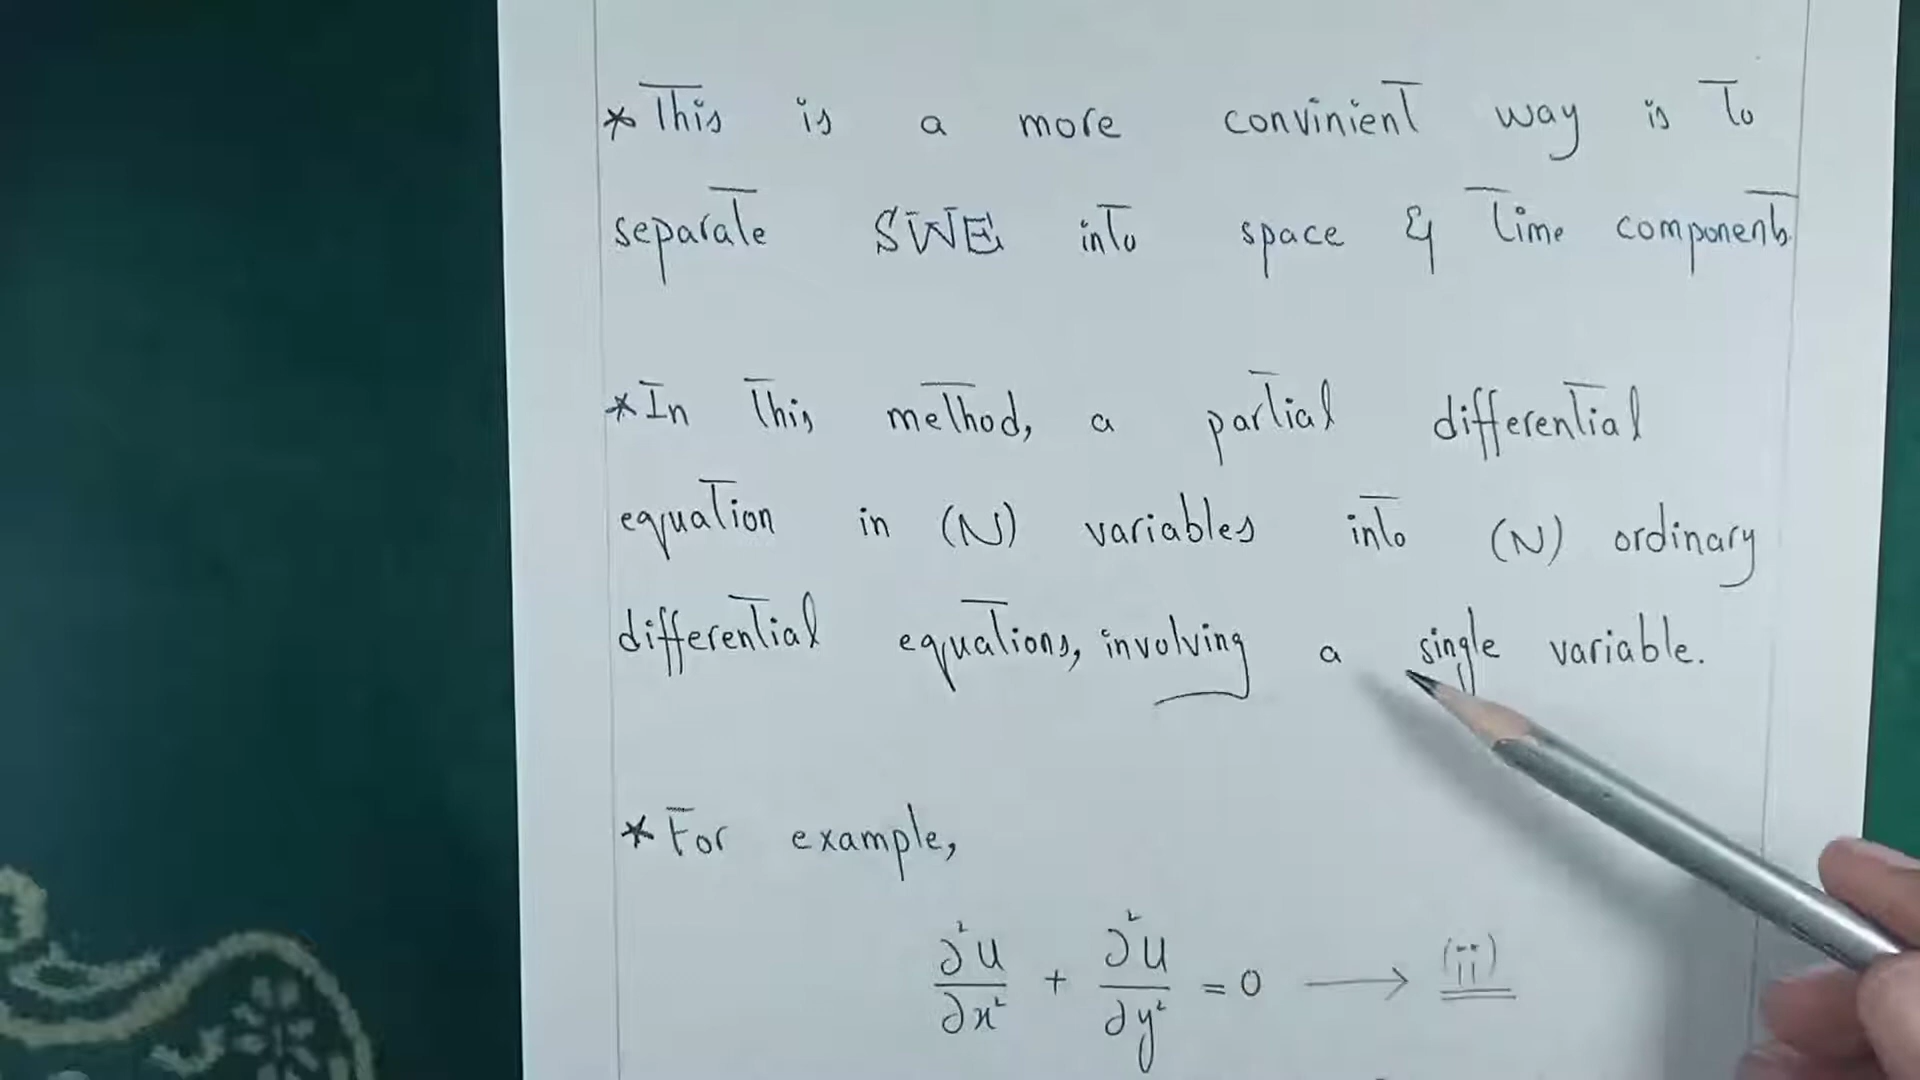 * This is a more convinient way is to
separate SWE into space & time components
* In this method, a partial differential
equation in (N) variables into (N) ordinary
differential equations, involving a single variable.
* For example,
∂²u/∂x² + ∂²u/∂y² = 0 → (ii)